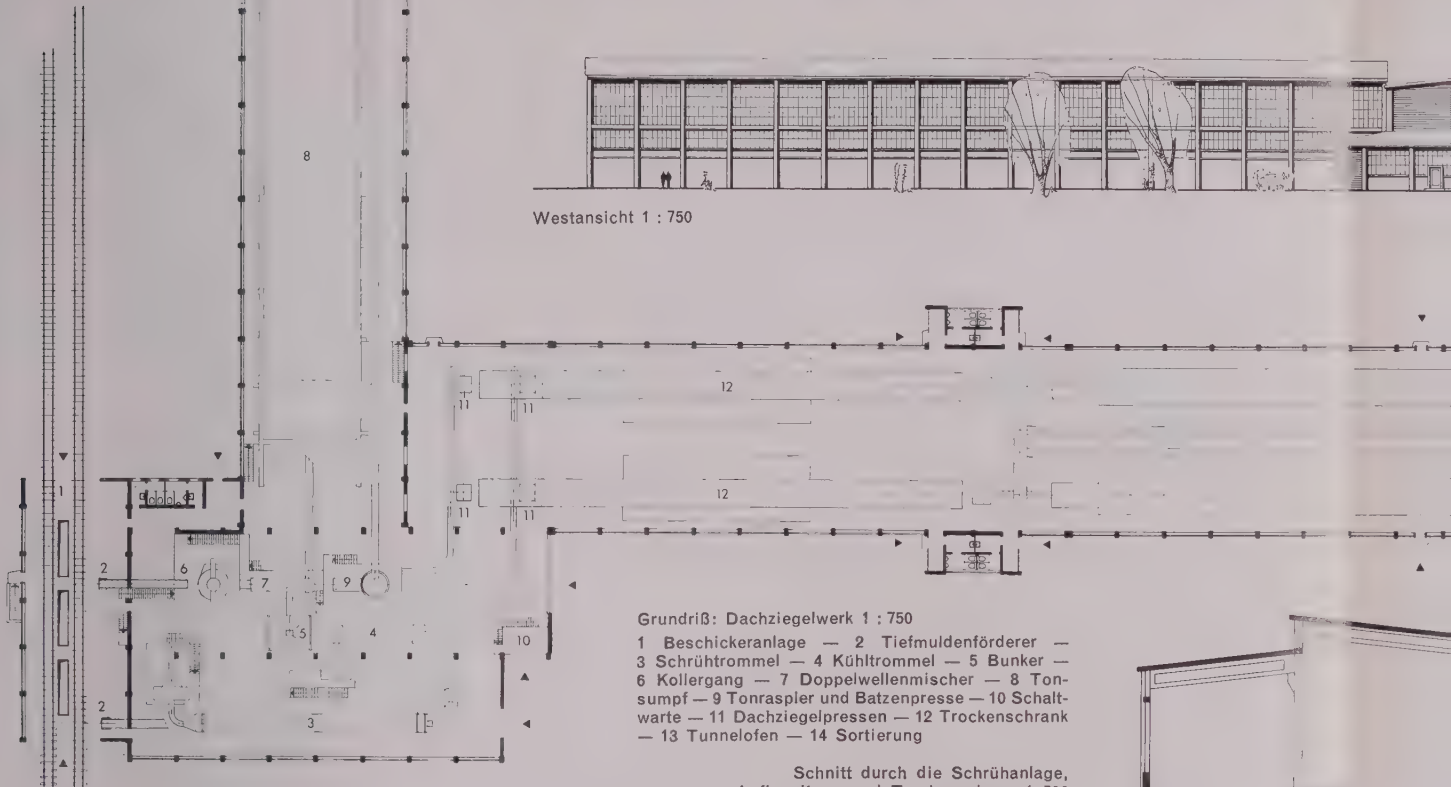 8
Westansicht 1 : 750
12
11
11
1
12
11
11
2
6
7
9
5
4
10
2
3
Grundriß: Dachziegelwerk 1 : 750
1 Beschickeranlage — 2 Tiefmuldenförderer —
3 Schrühtrommel — 4 Kühltrommel — 5 Bunker —
6 Kollergang — 7 Doppelwellenmischer — 8 Ton-
sumpf — 9 Tonraspler und Batzenpresse — 10 Schalt-
warte — 11 Dachziegelpressen — 12 Trockenschrank
— 13 Tunnelofen — 14 Sortierung
Schnitt durch die Schrühanlage,